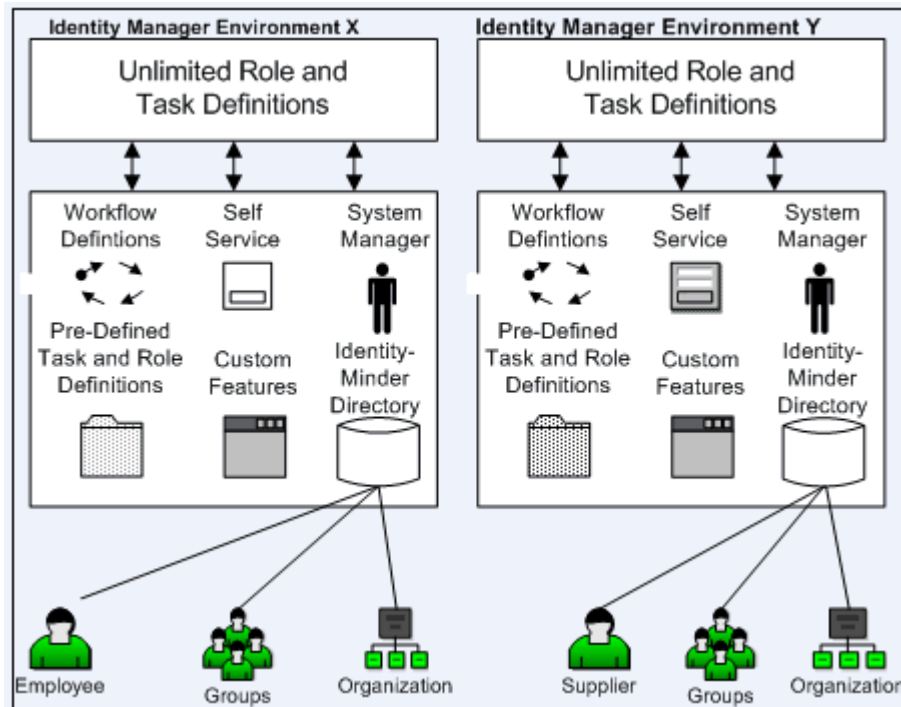 Identity Manager Environment X
Unlimited Role and
Task Definitions
Workflow
Defintions
Self
Service
System
Manager
Pre-Defined
Task and Role
Definitions
Custom
Features
Identity-
Minder
Directory
Employee
Groups
Organization
Identity Manager Environment Y
Unlimited Role and
Task Definitions
Workflow
Definitions
Self
Service
System
Manager
Pre-Defined
Task and Role
Definitions
Custom
Features
Identity-
Minder
Directory
Supplier
Groups
Organization